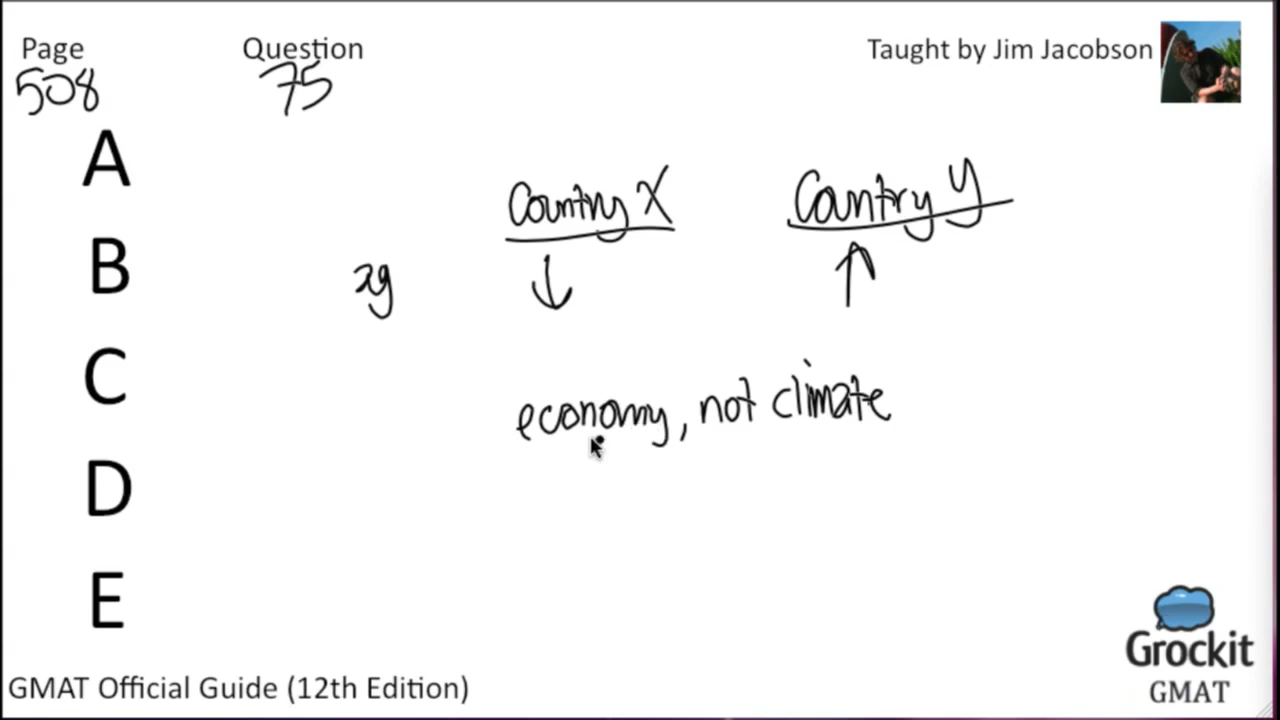 Page Question Taught by Jim Jacobson
508 75
A
Country X Country Y
B
C
economy, not climate
D
E
Grockit
GMAT
GMAT Official Guide (12th Edition)